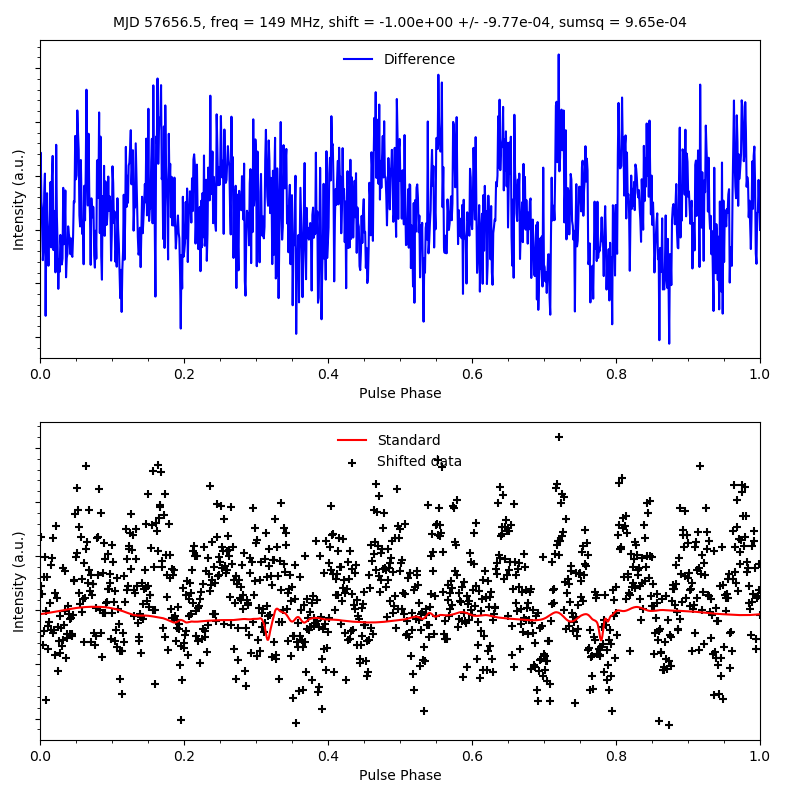 MJD 57656.5, freq = 149 MHz, shift = -1.00e+00 +/- -9.77e-04, sumsq = 9.65e-04
Difference
Intensity (a.u.)
0.0 0.2 0.4 0.6 0.8 1.0
Pulse Phase
Standard
Shifted data
Intensity (a.u.)
0.0 0.2 0.4 0.6 0.8 1.0
Pulse Phase